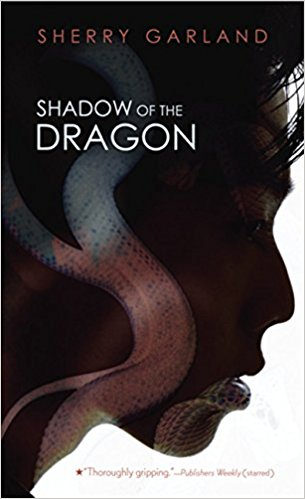 SHERRY GARLAND
SHADOW OF THE
DRAGON
★"Thoroughly gripping."—Publishers Weekly (starred)